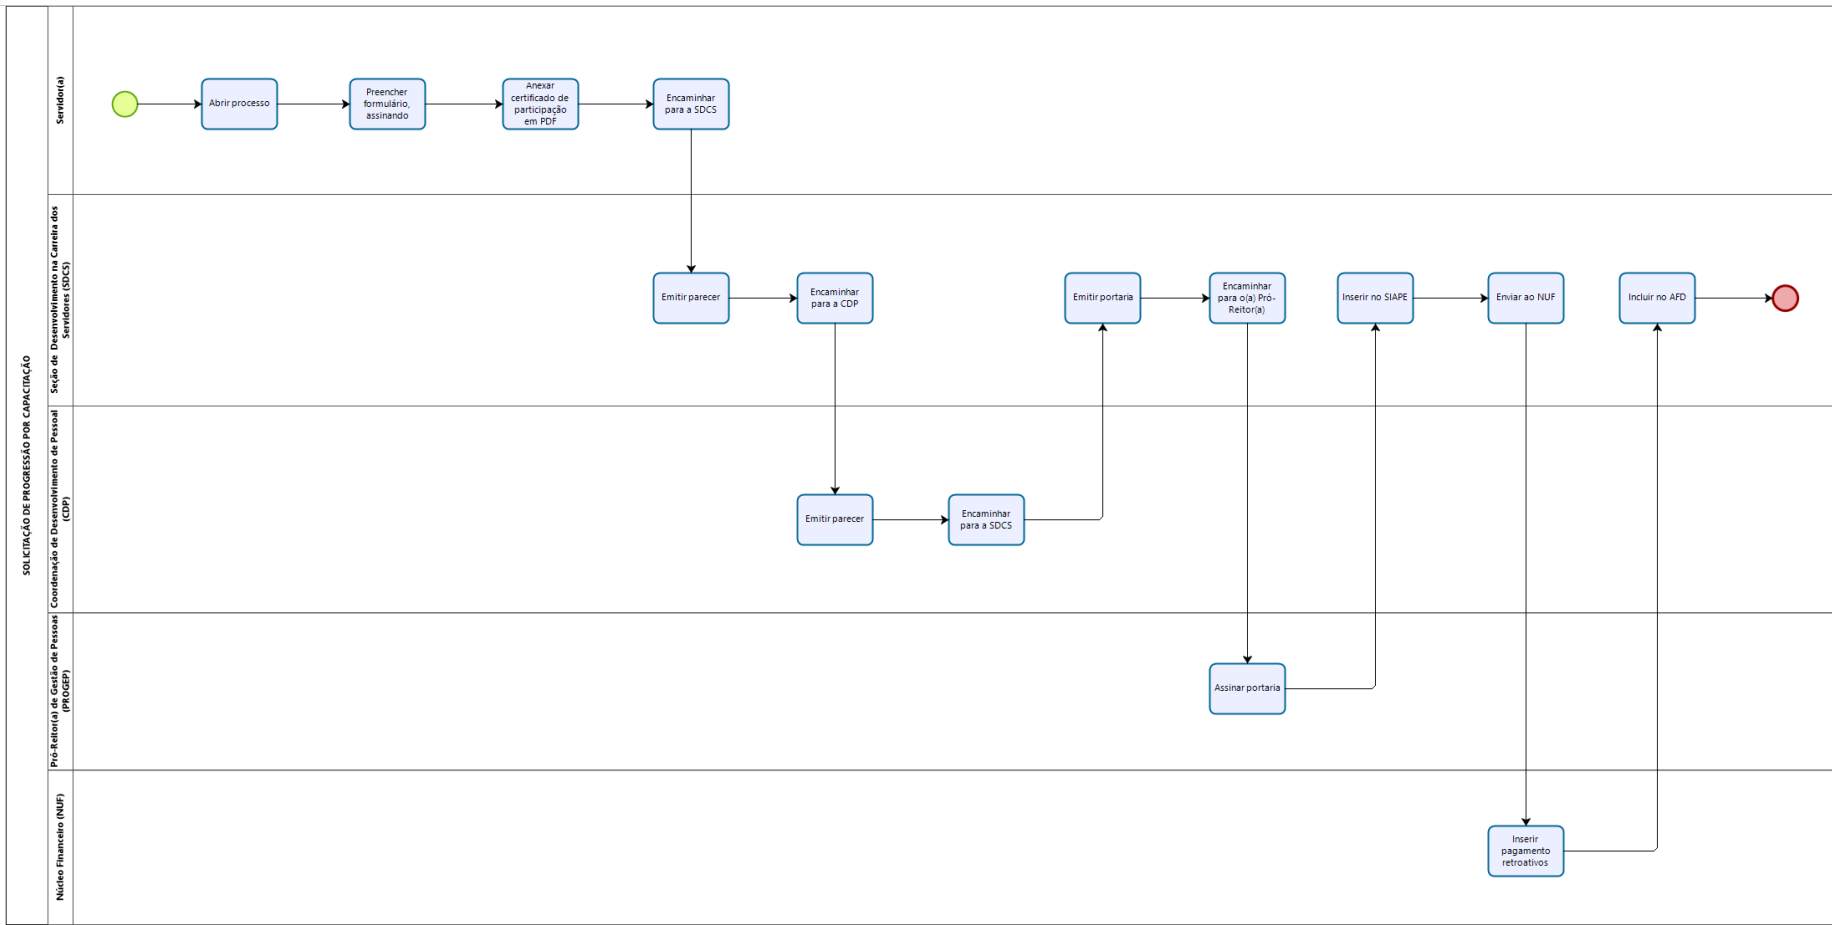 SOLICITAÇÃO DE PROGRESSÃO POR CAPACITAÇÃO
Servidor(a)
Abrir processo
Preencher
formulário,
assinando
Anexar
certificado de
participação
em PDF
Encaminhar
para a SDCS
Seção de Desenvolvimento na Carreira dos
Servidores (SDCS)
Emitir parecer
Encaminhar
para a CDP
Emitir portaria
Encaminhar
para o(a) Pró-
Reitor(a)
Inserir no SIAPE
Enviar ao NUF
Incluir no AFD
Coordenação de Desenvolvimento de Pessoal
(CDP)
Emitir parecer
Encaminhar
para a SDCS
Pró-Reitor(a) de Gestão de Pessoas
(PROGEP)
Assinar portaria
Núcleo Financeiro (NUF)
Inserir
pagamento
retroativos